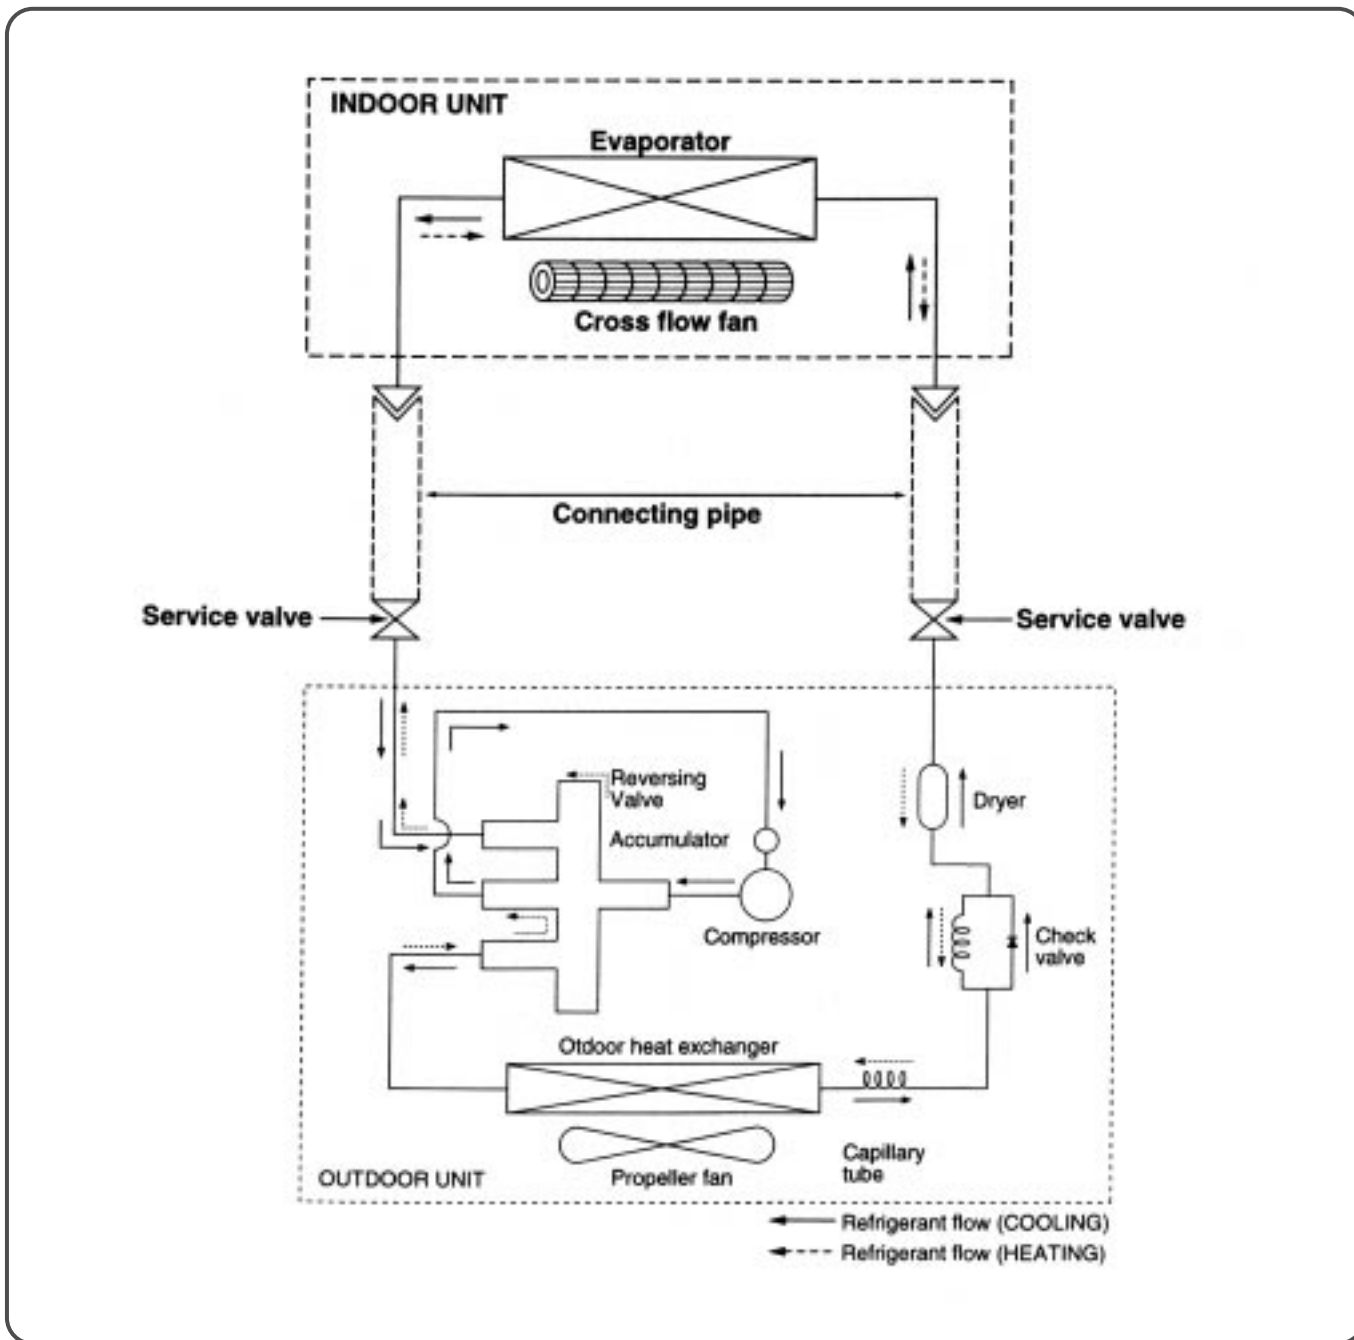 INDOOR UNIT
Evaporator
Cross flow fan
Connecting pipe
Service valve
Service valve
Reversing
Valve
Accumulator
Dryer
Compressor
Check
valve
Otdoor heat exchanger
Capillary
tube
Propeller fan
OUTDOOR UNIT
Refrigerant flow (COOLING)
Refrigerant flow (HEATING)